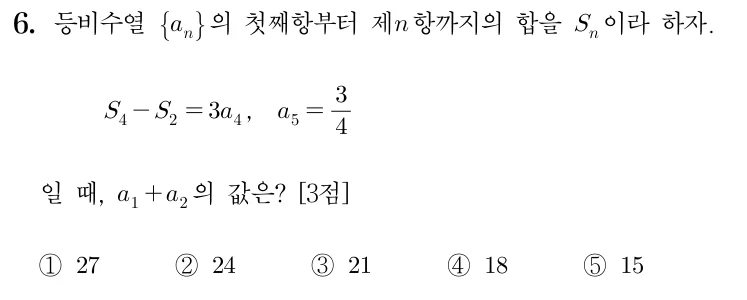 6. 등비수열 {aₙ}의 첫째항부터 제n항까지의 합을 Sₙ이라 하자.
S₄ − S₂ = 3a₄, a₅ = 3/4
일 때, a₁ + a₂의 값은? [3점]
① 27 ② 24 ③ 21 ④ 18 ⑤ 15